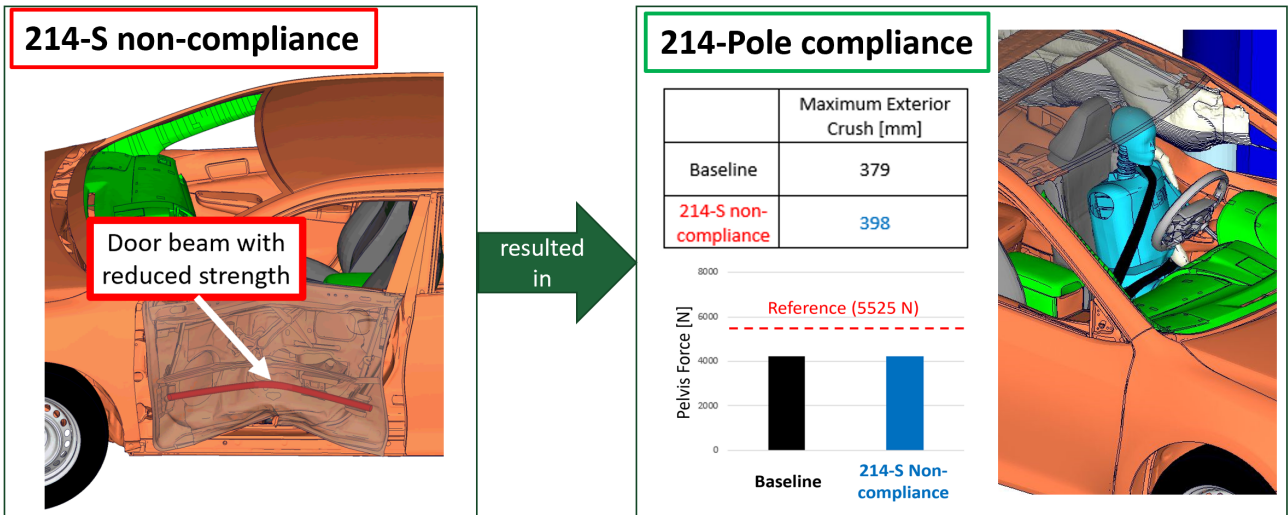 214-S non-compliance
Door beam with
reduced strength
resulted
in
214-Pole compliance
Maximum Exterior
Crush [mm]
Baseline
379
214-S non-
compliance
398
Pelvis Force [N]
8000
6000
4000
2000
0
Reference (5525 N)
Baseline
214-S Non-
compliance